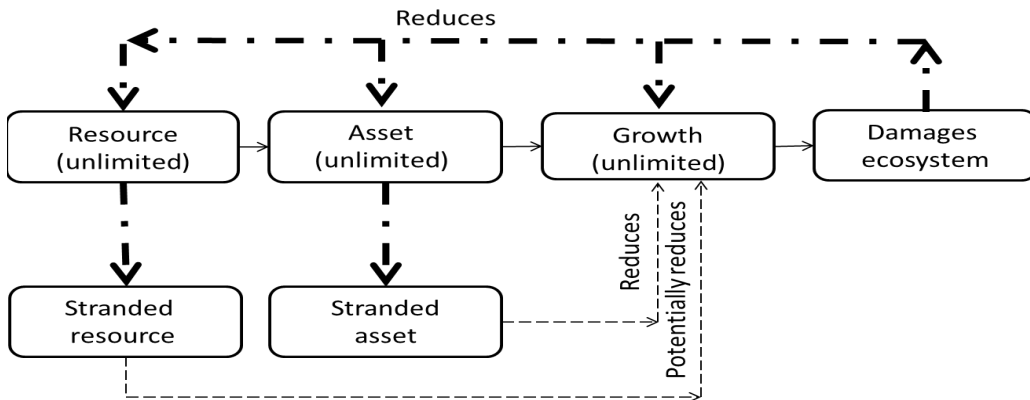 Reduces
Resource
(unlimited)
Asset
(unlimited)
Growth
(unlimited)
Damages
ecosystem
Reduces
Potentially reduces
Stranded
resource
Stranded
asset